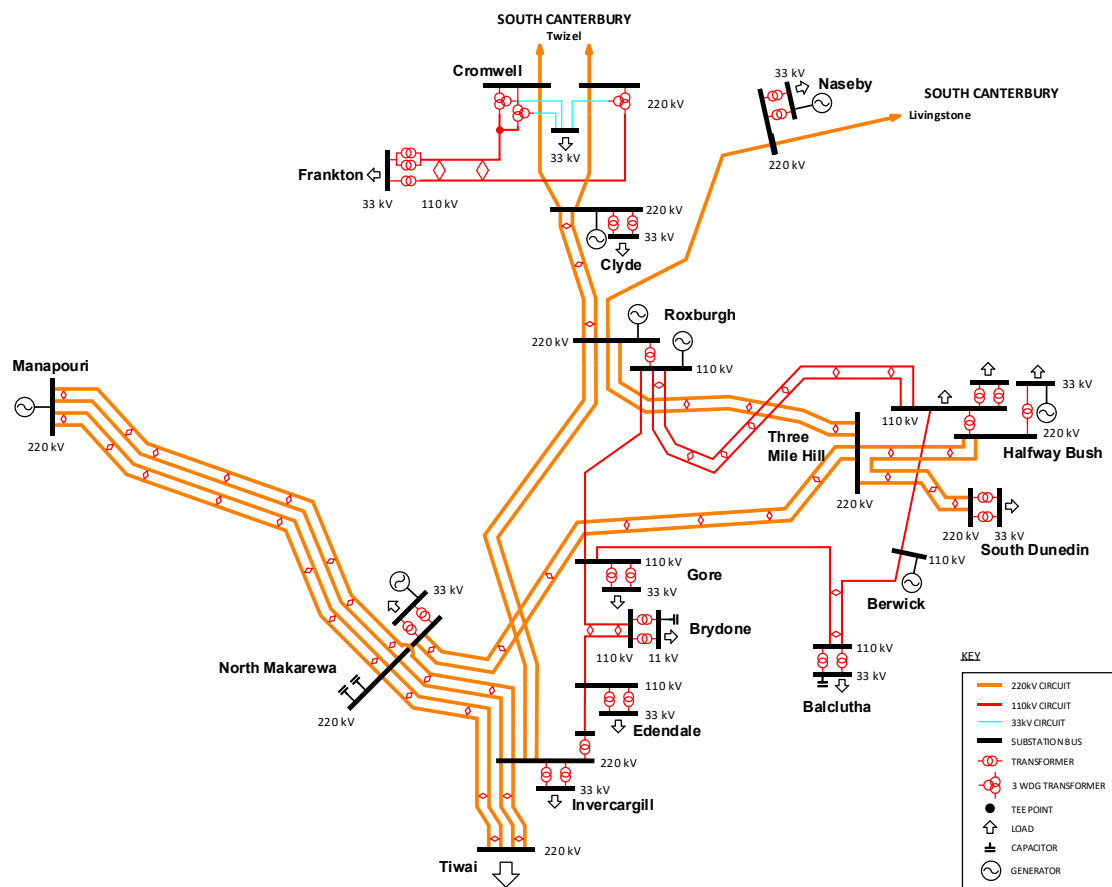 SOUTH CANTERBURY
Twizel
Cromwell
220 kV
33 kV
Frankton
33 kV
110 kV
33 kV
Naseby
SOUTH CANTERBURY
Livingstone
220 kV
220 kV
33 kV
Clyde
Roxburgh
220 kV
110 kV
Manapouri
220 kV
Three
Mile Hill
220 kV
110 kV
33 kV
220 kV
Halfway Bush
220 kV
33 kV
South Dunedin
110 kV
Berwick
33 kV
North Makarewa
220 kV
110 kV
Gore
33 kV
Brydone
110 kV
11 kV
110 kV
33 kV
Edendale
110 kV
33 kV
Balclutha
220 kV
33 kV
Invercargill
220 kV
Tiwai
KEY
220kV CIRCUIT
110kV CIRCUIT
33kV CIRCUIT
SUBSTATION BUS
TRANSFORMER
3 WDG TRANSFORMER
TEE POINT
LOAD
CAPACITOR
GENERATOR